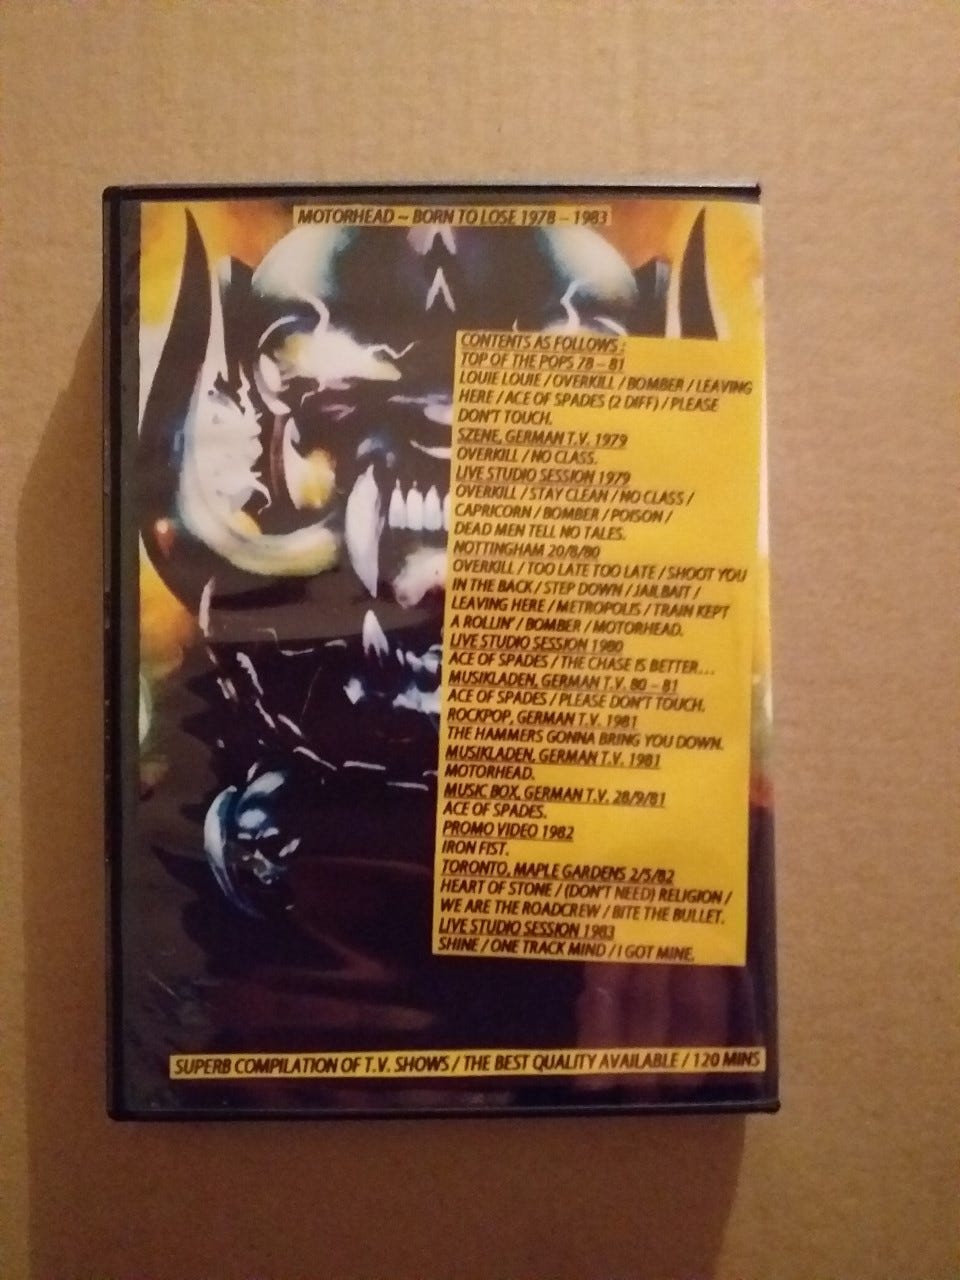 MOTORHEAD ~ BORN TO LOSE 1978 – 1983
CONTENTS AS FOLLOWS :
TOP OF THE POPS 78 – 81
LOUIE LOUIE / OVERKILL / BOMBER / LEAVING
HERE / ACE OF SPADES (2 DIFF) / PLEASE
DON'T TOUCH.
SZENE, GERMAN T.V. 1979
OVERKILL / NO CLASS.
LIVE STUDIO SESSION 1979
OVERKILL / STAY CLEAN / NO CLASS /
CAPRICORN / BOMBER / POISON /
DEAD MEN TELL NO TALES.
NOTTINGHAM 20/8/80
OVERKILL / TOO LATE TOO LATE / SHOOT YOU
IN THE BACK / STEP DOWN / JAILBAIT /
LEAVING HERE / METROPOLIS / TRAIN KEPT
A ROLLIN' / BOMBER / MOTORHEAD.
LIVE STUDIO SESSION 1980
ACE OF SPADES / THE CHASE IS BETTER...
MUSIKLADEN, GERMAN T.V. 80 – 81
ACE OF SPADES / PLEASE DON'T TOUCH.
ROCKPOP, GERMAN T.V. 1981
THE HAMMERS GONNA BRING YOU DOWN.
MUSIKLADEN, GERMAN T.V. 1981
MOTORHEAD.
MUSIC BOX, GERMAN T.V. 28/9/81
ACE OF SPADES.
PROMO VIDEO 1982
IRON FIST.
TORONTO, MAPLE GARDENS 2/5/82
HEART OF STONE / (DON'T NEED) RELIGION /
WE ARE THE ROADCREW / BITE THE BULLET.
LIVE STUDIO SESSION 1983
SHINE / ONE TRACK MIND / I GOT MINE.
SUPERB COMPILATION OF T.V. SHOWS / THE BEST QUALITY AVAILABLE / 120 MINS